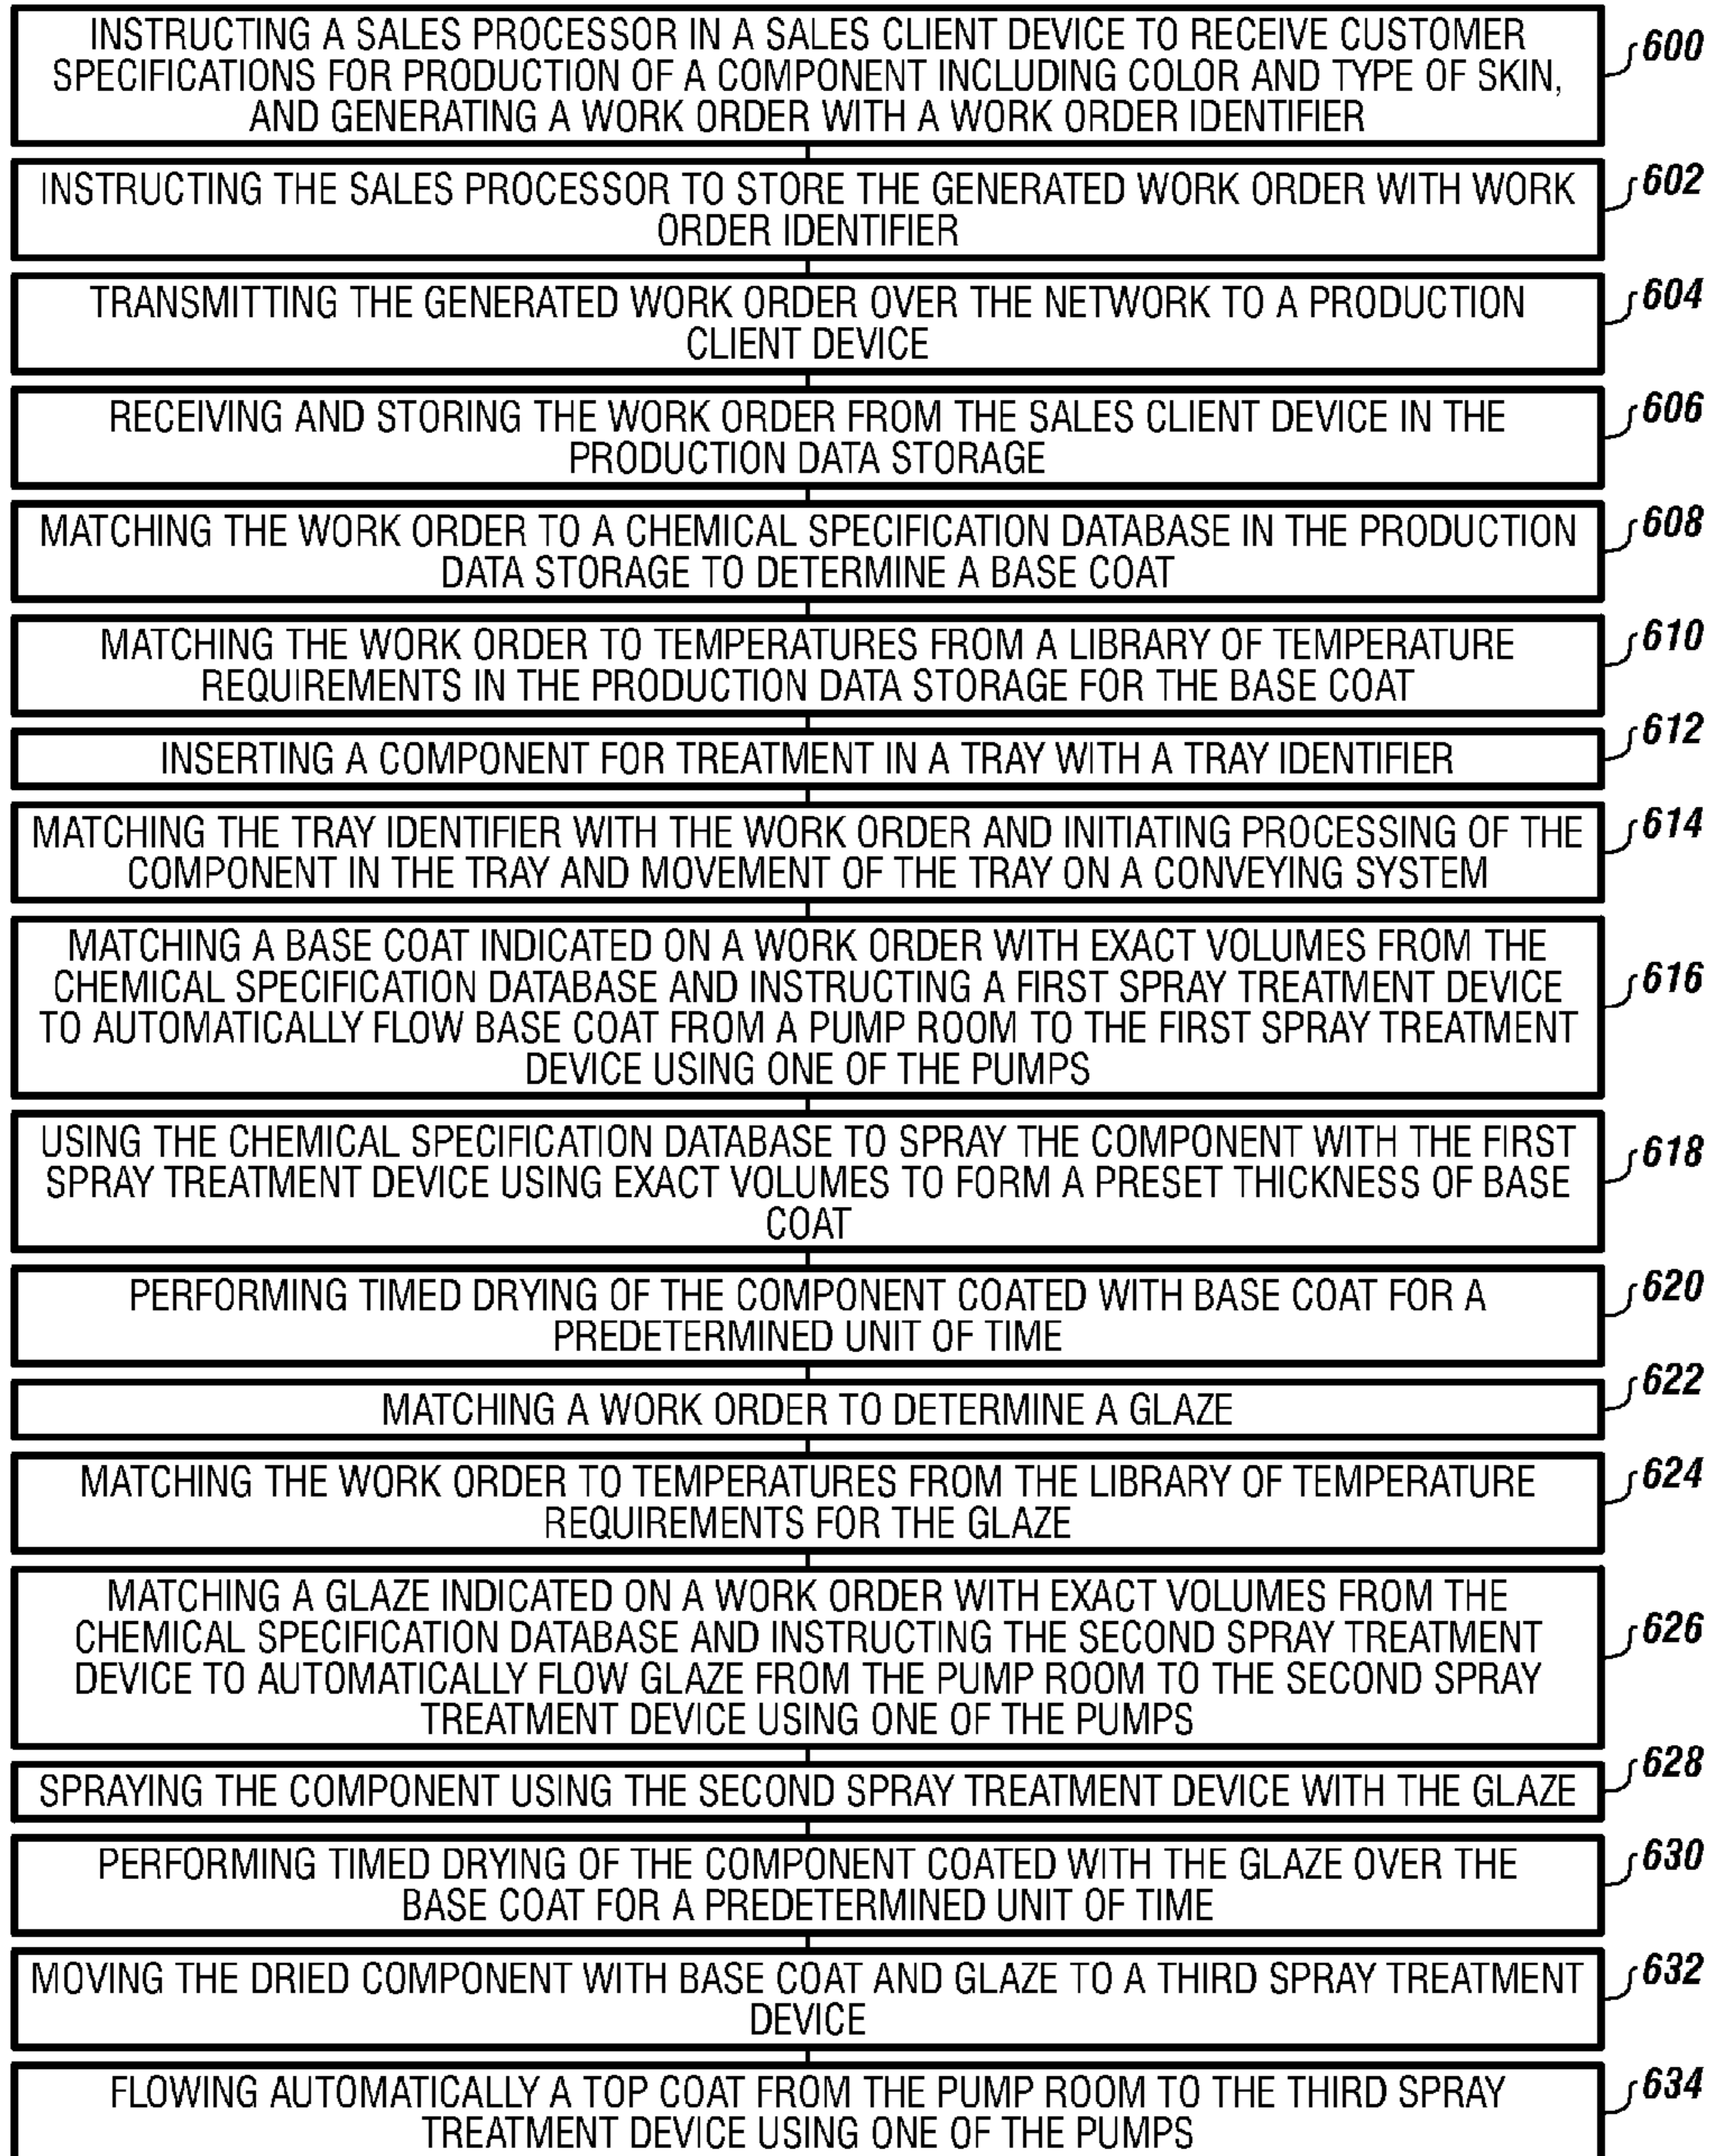 INSTRUCTING A SALES PROCESSOR IN A SALES CLIENT DEVICE TO RECEIVE CUSTOMER
SPECIFICATIONS FOR PRODUCTION OF A COMPONENT INCLUDING COLOR AND TYPE OF SKIN,
AND GENERATING A WORK ORDER WITH A WORK ORDER IDENTIFIER
600
INSTRUCTING THE SALES PROCESSOR TO STORE THE GENERATED WORK ORDER WITH WORK
ORDER IDENTIFIER
602
TRANSMITTING THE GENERATED WORK ORDER OVER THE NETWORK TO A PRODUCTION
CLIENT DEVICE
604
RECEIVING AND STORING THE WORK ORDER FROM THE SALES CLIENT DEVICE IN THE
PRODUCTION DATA STORAGE
606
MATCHING THE WORK ORDER TO A CHEMICAL SPECIFICATION DATABASE IN THE PRODUCTION
DATA STORAGE TO DETERMINE A BASE COAT
608
MATCHING THE WORK ORDER TO TEMPERATURES FROM A LIBRARY OF TEMPERATURE
REQUIREMENTS IN THE PRODUCTION DATA STORAGE FOR THE BASE COAT
610
INSERTING A COMPONENT FOR TREATMENT IN A TRAY WITH A TRAY IDENTIFIER
612
MATCHING THE TRAY IDENTIFIER WITH THE WORK ORDER AND INITIATING PROCESSING OF THE
COMPONENT IN THE TRAY AND MOVEMENT OF THE TRAY ON A CONVEYING SYSTEM
614
MATCHING A BASE COAT INDICATED ON A WORK ORDER WITH EXACT VOLUMES FROM THE
CHEMICAL SPECIFICATION DATABASE AND INSTRUCTING A FIRST SPRAY TREATMENT DEVICE
TO AUTOMATICALLY FLOW BASE COAT FROM A PUMP ROOM TO THE FIRST SPRAY TREATMENT
DEVICE USING ONE OF THE PUMPS
616
USING THE CHEMICAL SPECIFICATION DATABASE TO SPRAY THE COMPONENT WITH THE FIRST
SPRAY TREATMENT DEVICE USING EXACT VOLUMES TO FORM A PRESET THICKNESS OF BASE
COAT
618
PERFORMING TIMED DRYING OF THE COMPONENT COATED WITH BASE COAT FOR A
PREDETERMINED UNIT OF TIME
620
MATCHING A WORK ORDER TO DETERMINE A GLAZE
622
MATCHING THE WORK ORDER TO TEMPERATURES FROM THE LIBRARY OF TEMPERATURE
REQUIREMENTS FOR THE GLAZE
624
MATCHING A GLAZE INDICATED ON A WORK ORDER WITH EXACT VOLUMES FROM THE
CHEMICAL SPECIFICATION DATABASE AND INSTRUCTING THE SECOND SPRAY TREATMENT
DEVICE TO AUTOMATICALLY FLOW GLAZE FROM THE PUMP ROOM TO THE SECOND SPRAY
TREATMENT DEVICE USING ONE OF THE PUMPS
626
SPRAYING THE COMPONENT USING THE SECOND SPRAY TREATMENT DEVICE WITH THE GLAZE
628
PERFORMING TIMED DRYING OF THE COMPONENT COATED WITH THE GLAZE OVER THE
BASE COAT FOR A PREDETERMINED UNIT OF TIME
630
MOVING THE DRIED COMPONENT WITH BASE COAT AND GLAZE TO A THIRD SPRAY TREATMENT
DEVICE
632
FLOWING AUTOMATICALLY A TOP COAT FROM THE PUMP ROOM TO THE THIRD SPRAY
TREATMENT DEVICE USING ONE OF THE PUMPS
634